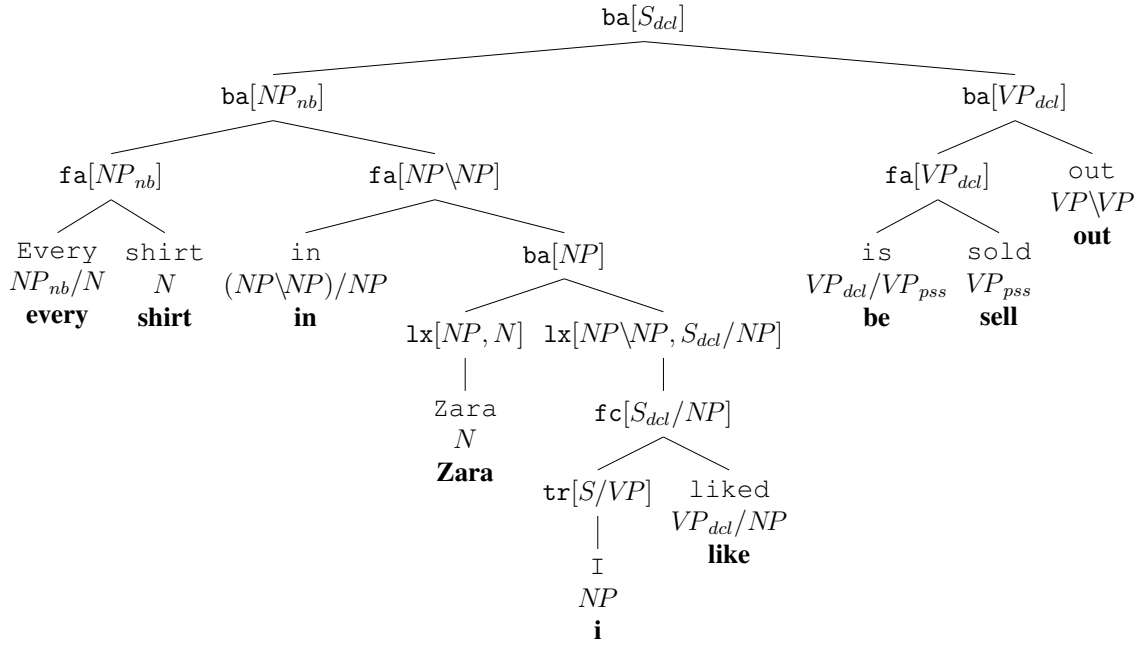 ba[S_dcl]
ba[NP_nb] ba[VP_dcl]
fa[NP_nb] fa[NP\NP] fa[VP_dcl] out
VP\VP
out
Every shirt in ba[NP] is sold
NP_nb/N N (NP\NP)/NP VP_dcl/VP_pss VP_pss
every shirt in be sell
lx[NP, N] lx[NP\NP, S_dcl/NP]
Zara fc[S_dcl/NP]
N
Zara
tr[S/VP] liked
VP_dcl/NP
like
I
NP
i